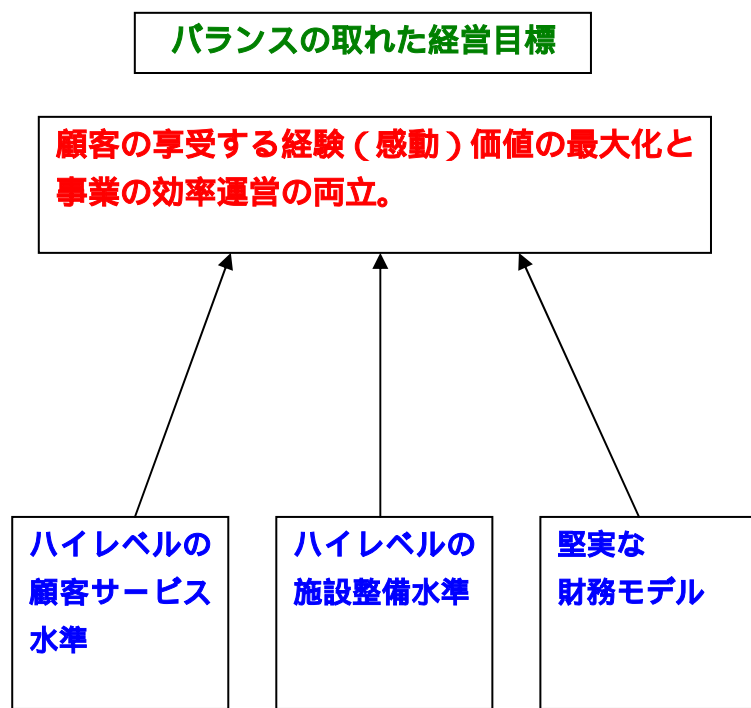 バランスの取れた経営目標
顧客の享受する経験（感動）価値の最大化と
事業の効率運営の両立。
ハイレベルの
顧客サービス
水準
ハイレベルの
施設整備水準
堅実な
財務モデル